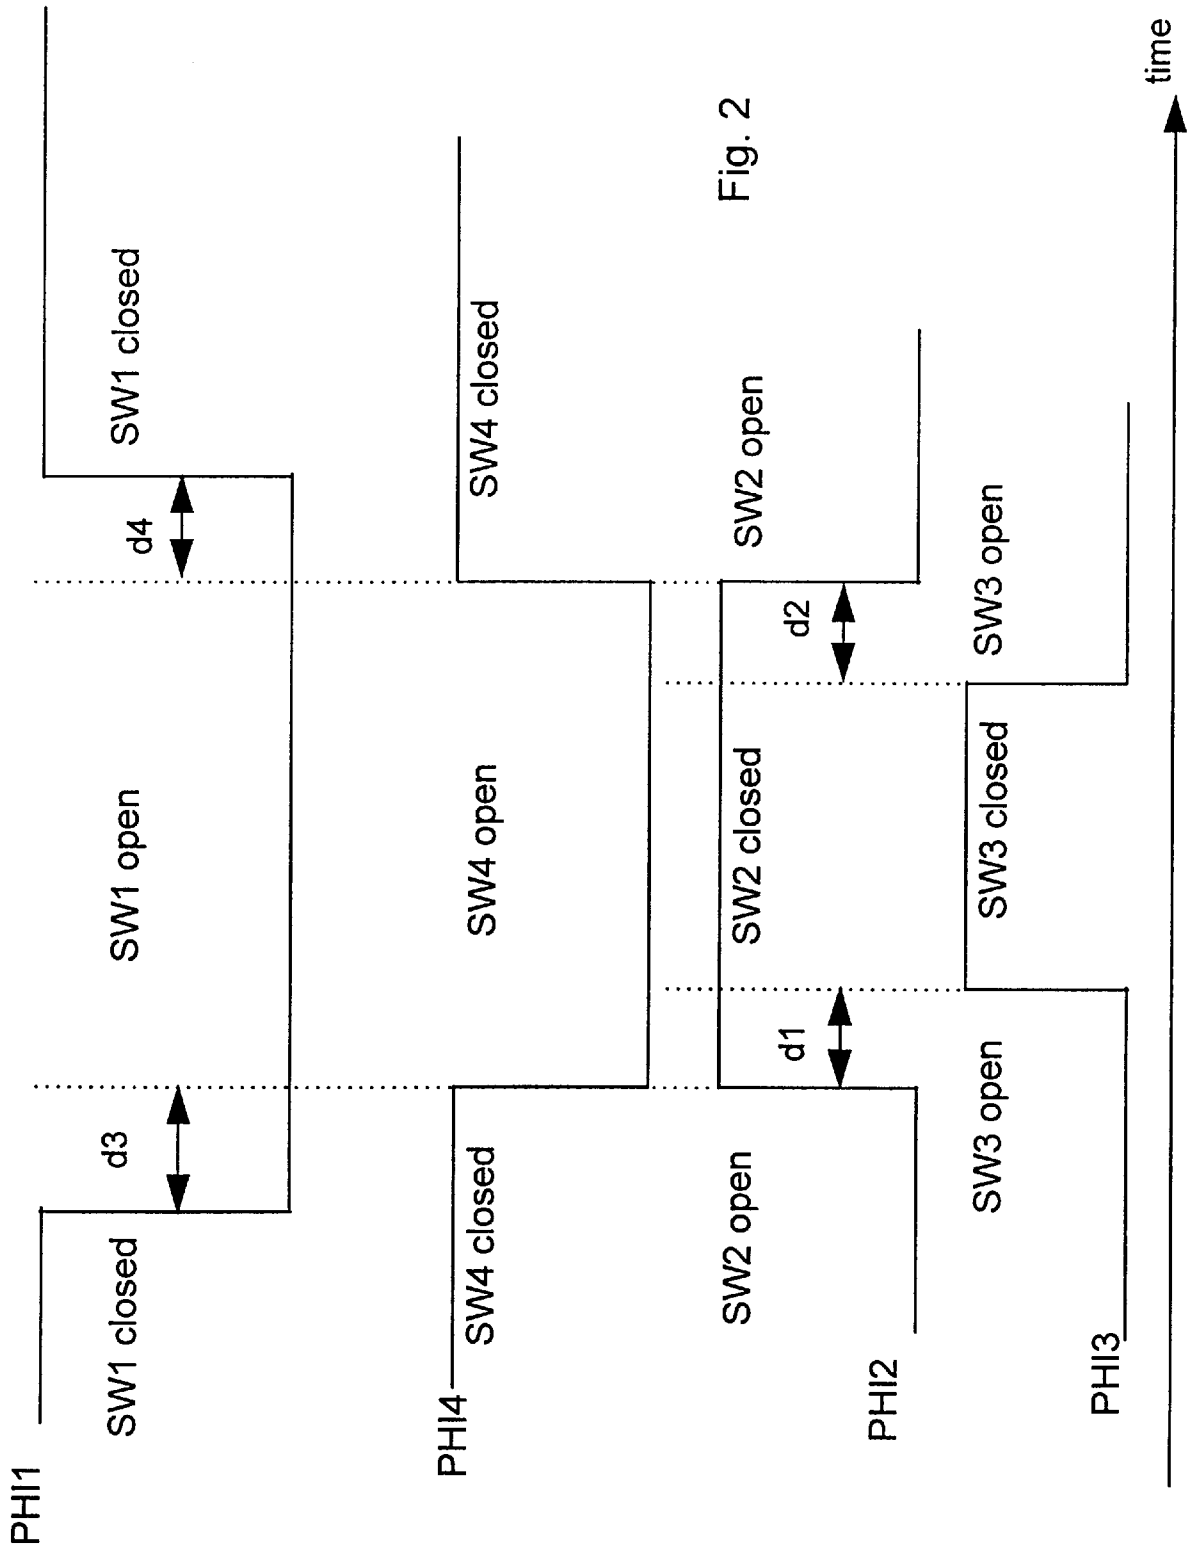 PHI1
SW1 closed
d3
SW1 open
d4
SW1 closed
PHI4
SW4 closed
SW4 open
SW4 closed
Fig. 2
PHI2
SW2 open
d1
SW2 closed
d2
SW2 open
PHI3
SW3 open
SW3 closed
SW3 open
time